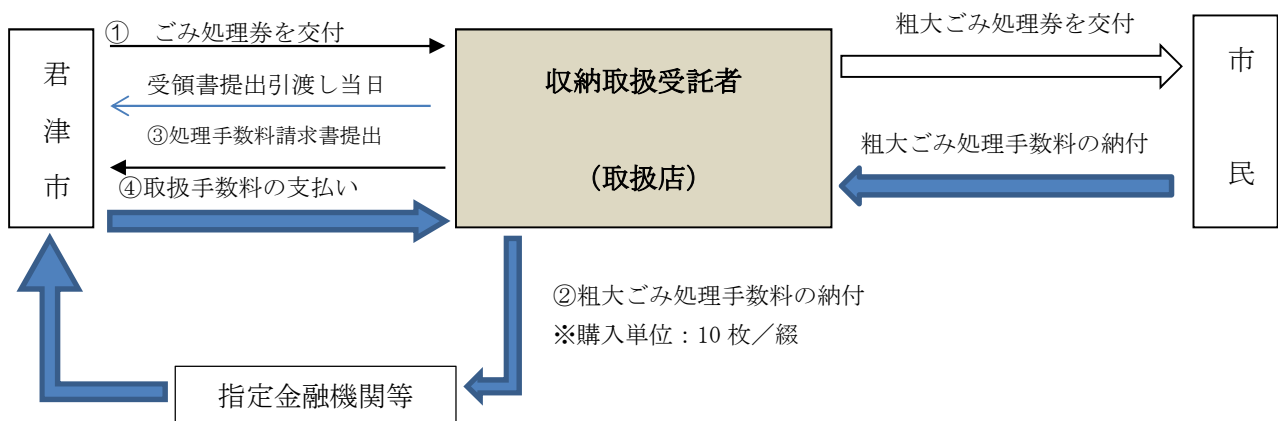 君津市
① ごみ処理券を交付
受領書提出引渡し当日
③処理手数料請求書提出
④取扱手数料の支払い
収納取扱受託者
（取扱店）
粗大ごみ処理券を交付
粗大ごみ処理手数料の納付
市民
②粗大ごみ処理手数料の納付
※購入単位：10枚／綴
指定金融機関等